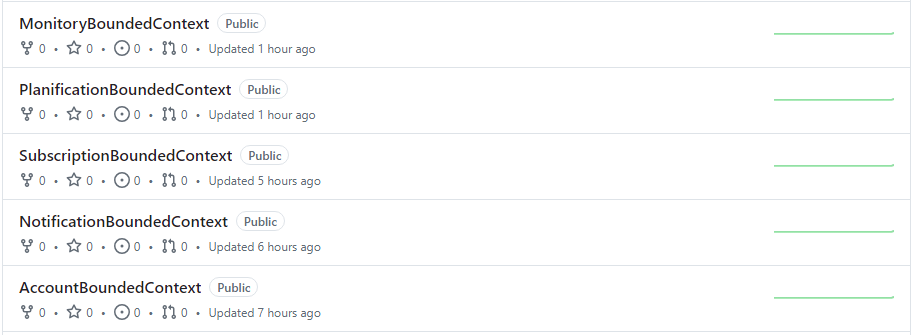 MonitoryBoundedContext Public
0 • 0 • 0 • 0 • Updated 1 hour ago
PlanificationBoundedContext Public
0 • 0 • 0 • 0 • Updated 1 hour ago
SubscriptionBoundedContext Public
0 • 0 • 0 • 0 • Updated 5 hours ago
NotificationBoundedContext Public
0 • 0 • 0 • 0 • Updated 6 hours ago
AccountBoundedContext Public
0 • 0 • 0 • 0 • Updated 7 hours ago